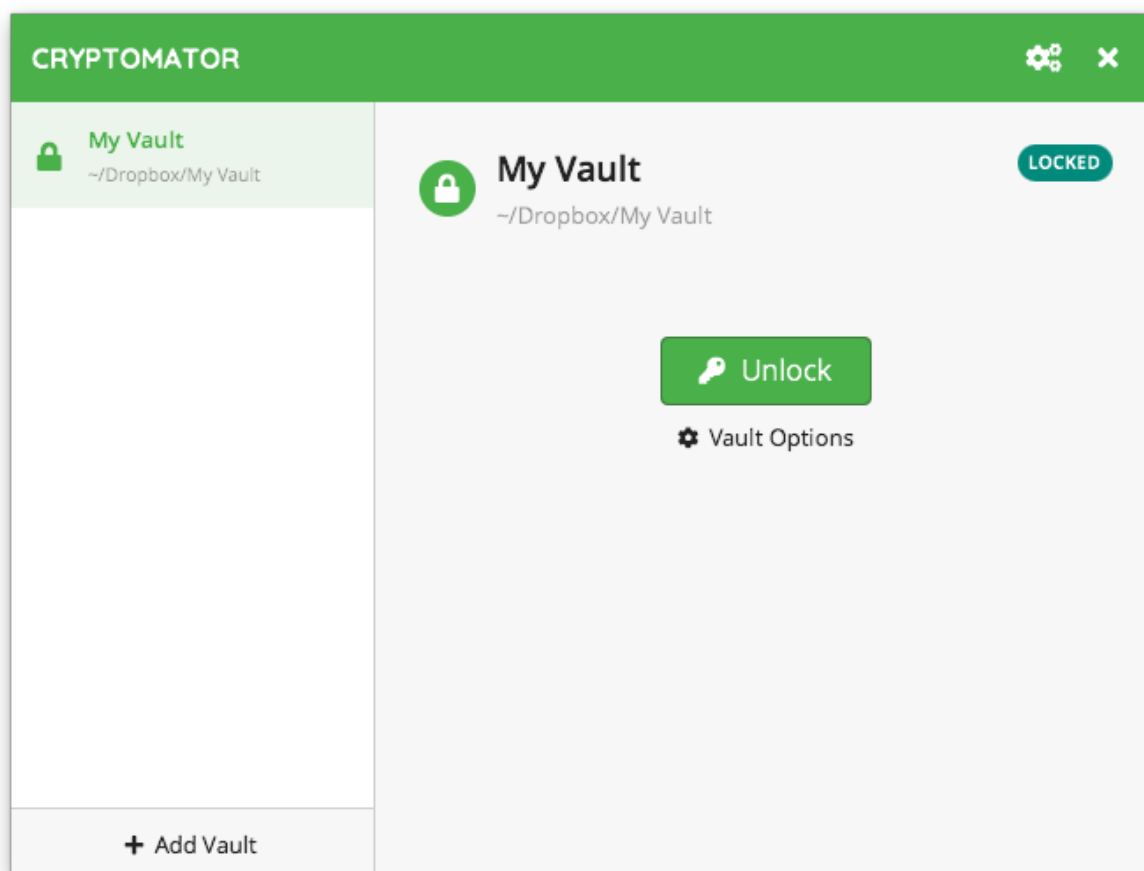 CRYPTOMATOR
My Vault
~/Dropbox/My Vault
My Vault
~/Dropbox/My Vault
LOCKED
Unlock
Vault Options
Add Vault